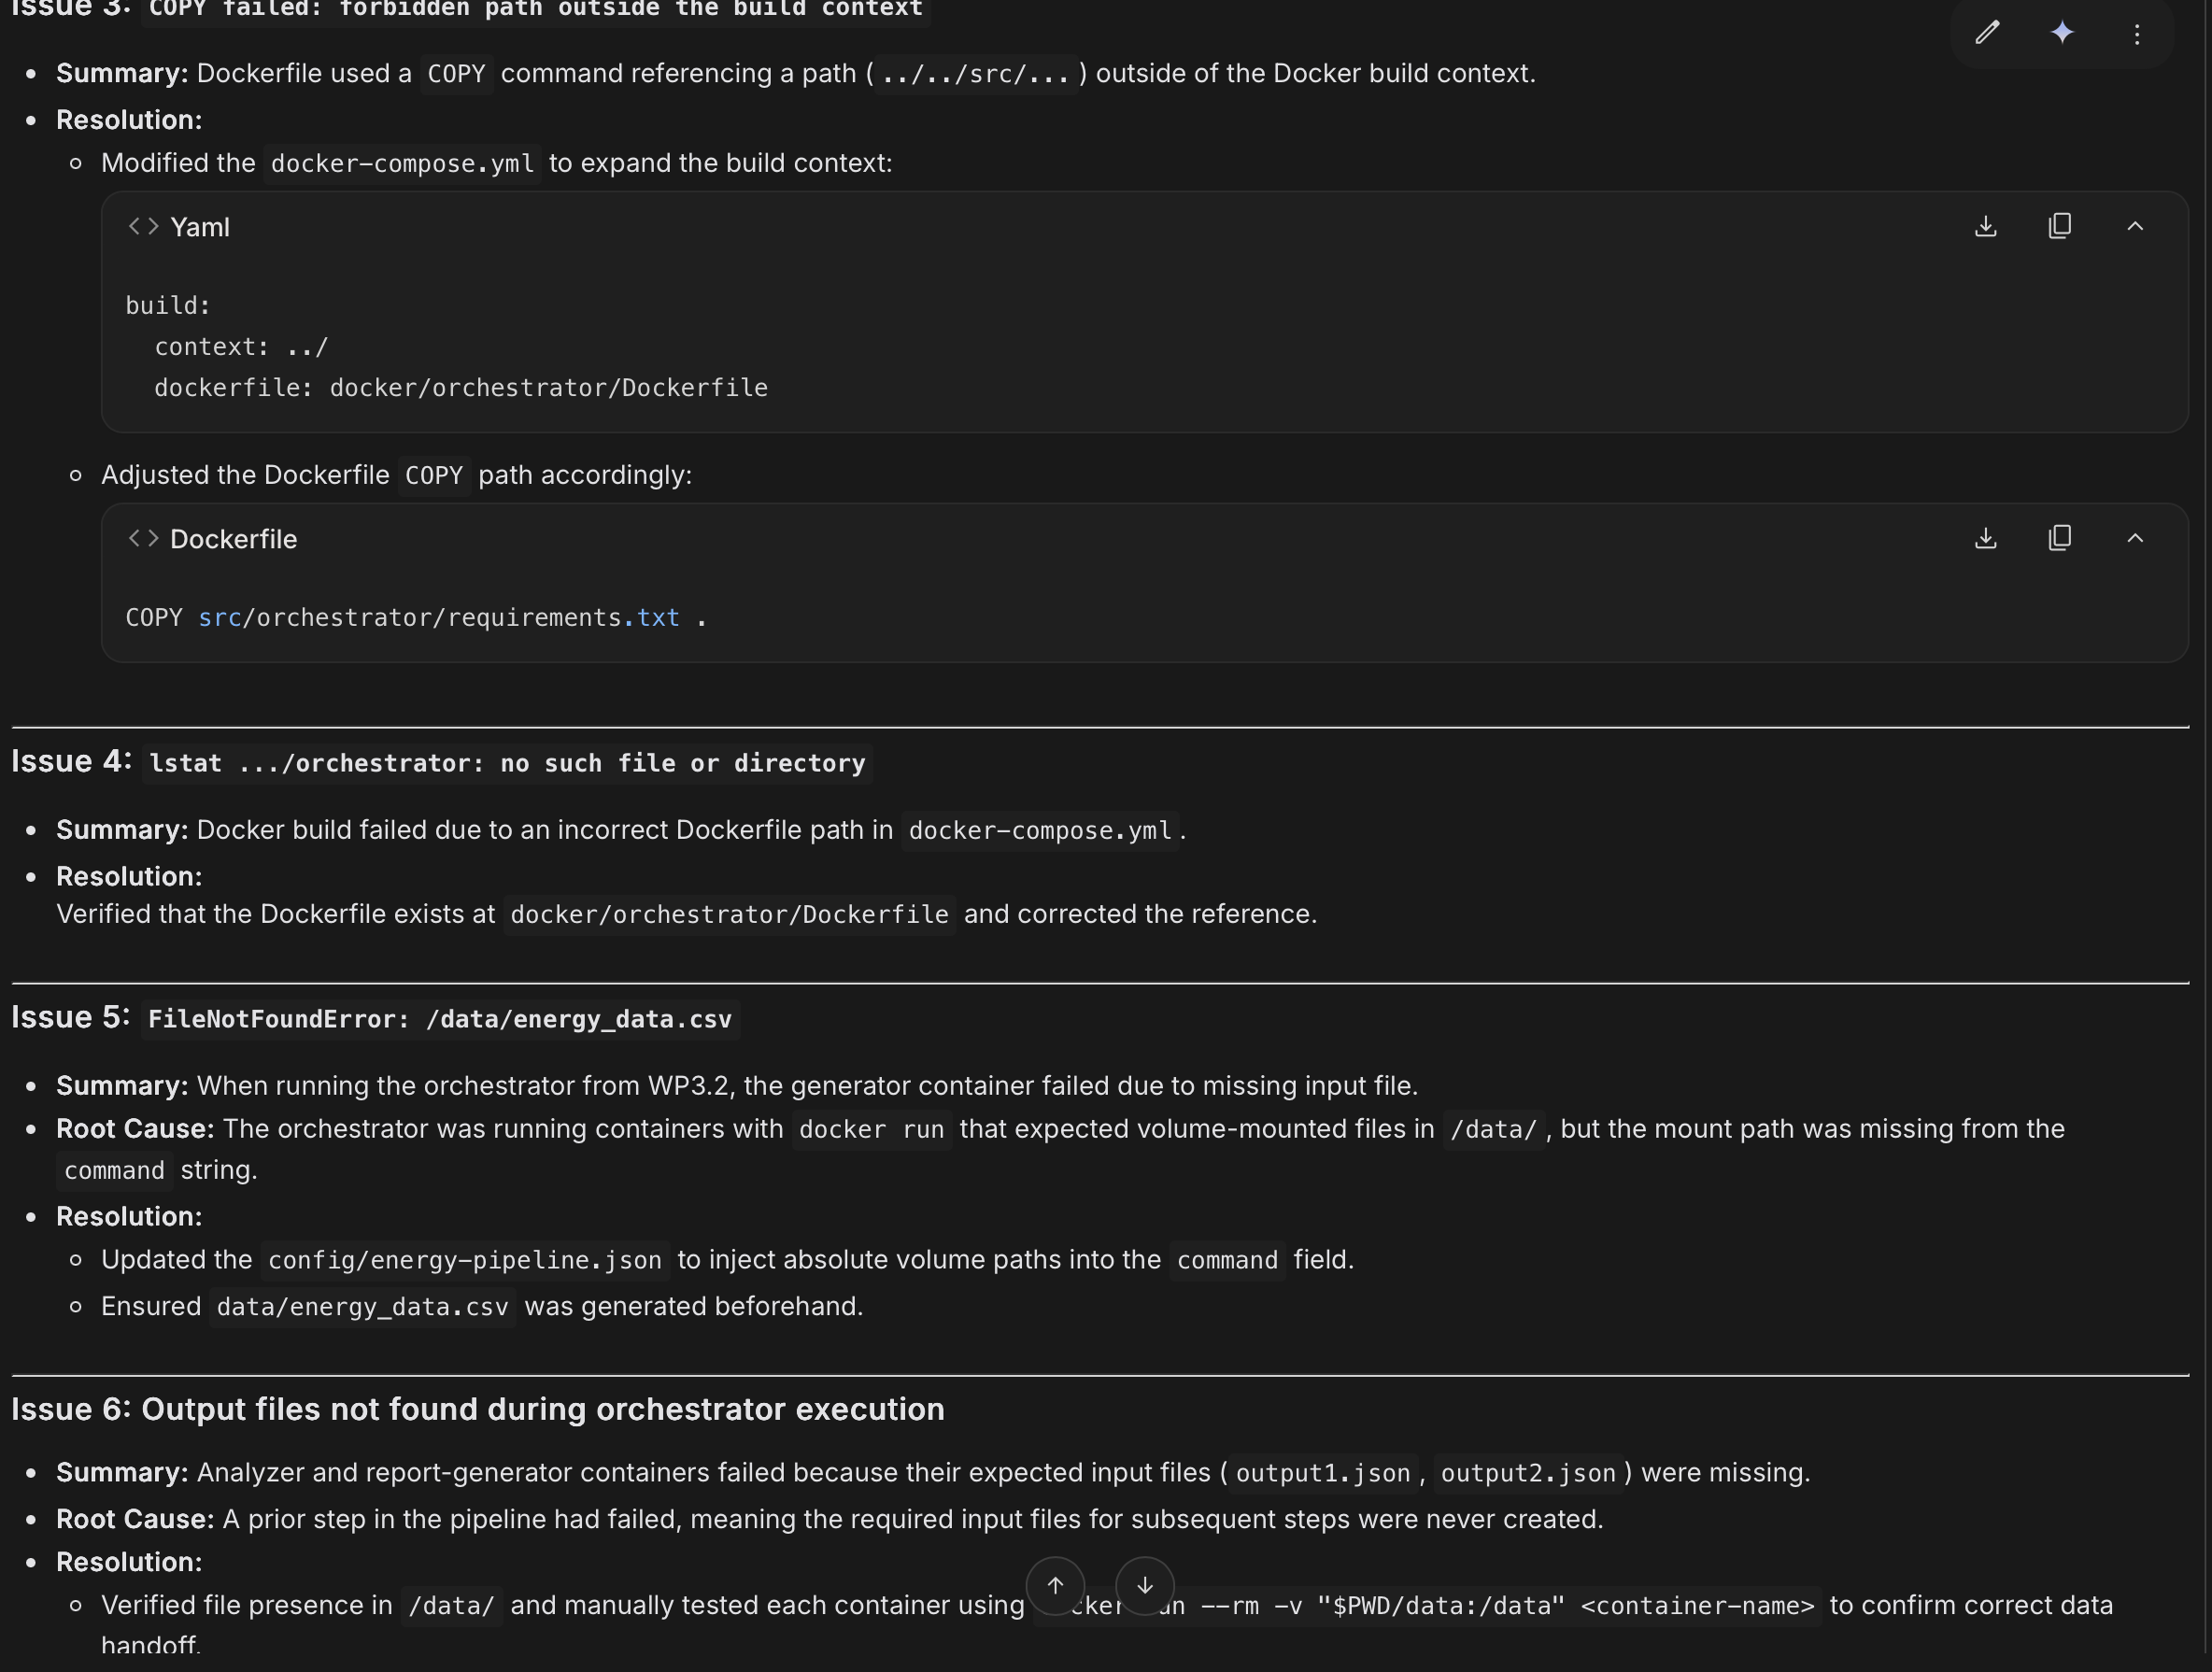 Issue 3: COPY failed: forbidden path outside the build context
Summary: Dockerfile used a COPY command referencing a path (../../src/...) outside of the Docker build context.
Resolution:
Modified the docker-compose.yml to expand the build context:
Yaml
build:
  context: ../
  dockerfile: docker/orchestrator/Dockerfile
Adjusted the Dockerfile COPY path accordingly:
Dockerfile
COPY src/orchestrator/requirements.txt .
Issue 4: lstat .../orchestrator: no such file or directory
Summary: Docker build failed due to an incorrect Dockerfile path in docker-compose.yml.
Resolution:
Verified that the Dockerfile exists at docker/orchestrator/Dockerfile and corrected the reference.
Issue 5: FileNotFoundError: /data/energy_data.csv
Summary: When running the orchestrator from WP3.2, the generator container failed due to missing input file.
Root Cause: The orchestrator was running containers with docker run that expected volume-mounted files in /data/, but the mount path was missing from the
command string.
Resolution:
Updated the config/energy-pipeline.json to inject absolute volume paths into the command field.
Ensured data/energy_data.csv was generated beforehand.
Issue 6: Output files not found during orchestrator execution
Summary: Analyzer and report-generator containers failed because their expected input files (output1.json, output2.json) were missing.
Root Cause: A prior step in the pipeline had failed, meaning the required input files for subsequent steps were never created.
Resolution:
Verified file presence in /data/ and manually tested each container using --rm -v "$PWD/data:/data" <container-name> to confirm correct data
handoff.